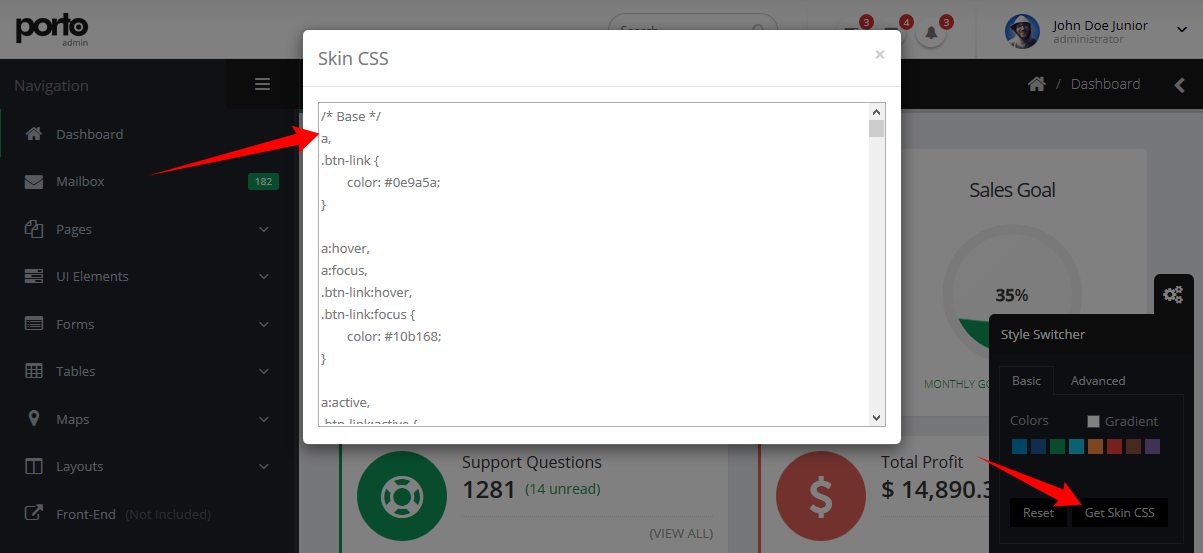 porto
admin
Search
3
4
3
John Doe Junior
administrator
Navigation
/ Dashboard
Dashboard
Mailbox
182
Pages
UI Elements
Forms
Tables
Maps
Layouts
Front-End (Not Included)
Skin CSS
×
/* Base */
a,
.btn-link {
color: #0e9a5a;
}
a:hover,
a:focus,
.btn-link:hover,
.btn-link:focus {
color: #10b168;
}
a:active,
.btn-link:active {
Sales Goal
35%
MONTHLY
Support Questions
1281 (14 unread)
(VIEW ALL)
Total Profit
$ 14,890.3
Style Switcher
Basic
Advanced
Colors
Gradient
Reset
Get Skin CSS